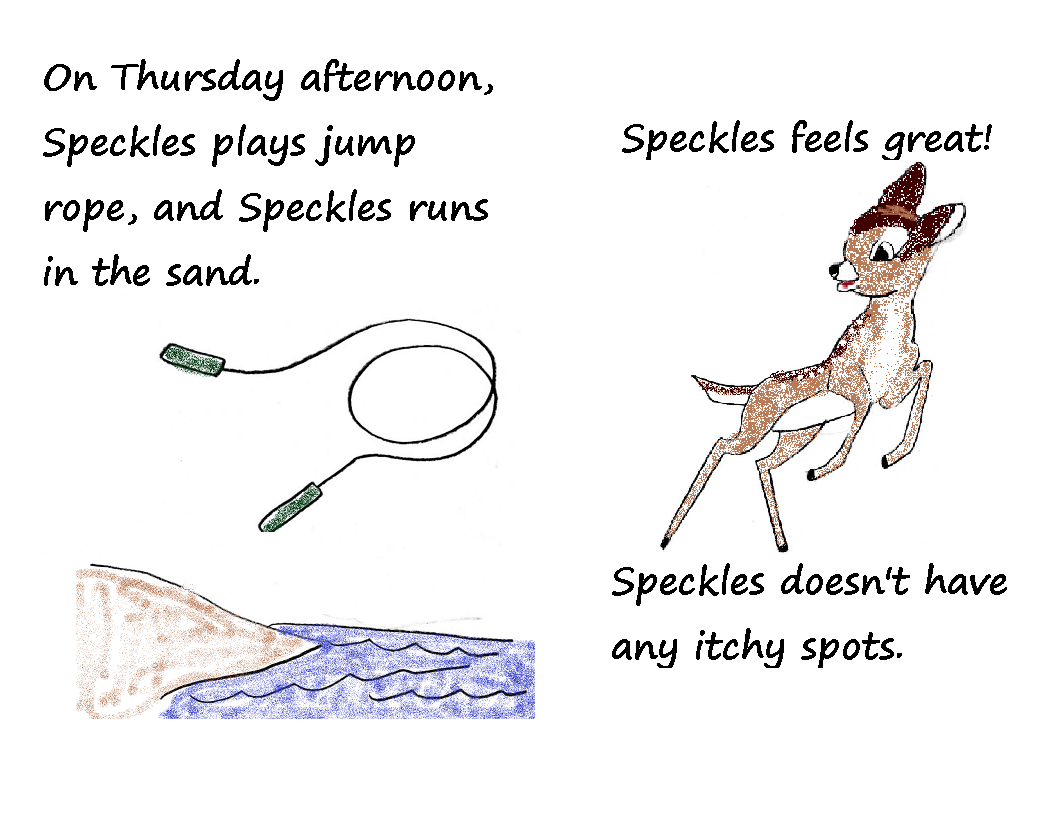 On Thursday afternoon,
Speckles plays jump
rope, and Speckles runs
in the sand.
Speckles feels great!
Speckles doesn't have
any itchy spots.